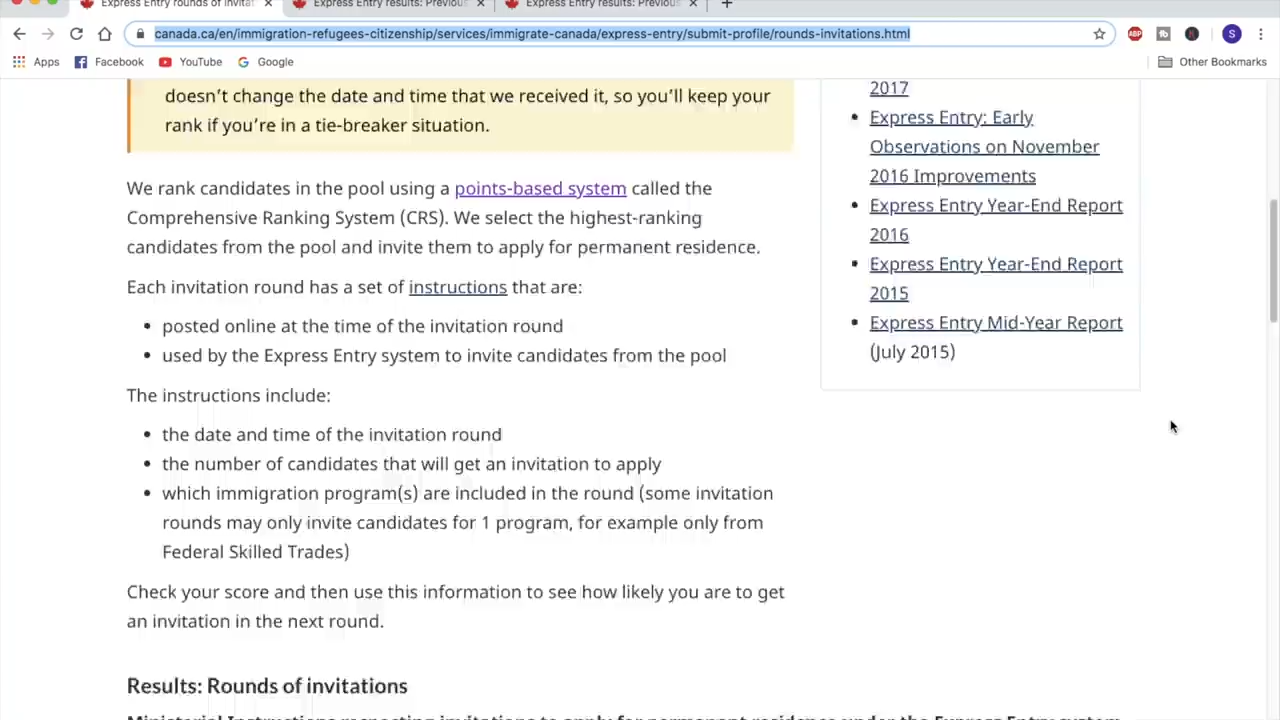 Express Entry rounds of invitat
Express Entry results: Previous
Express Entry results: Previous
canada.ca/en/immigration-refugees-citizenship/services/immigrate-canada/express-entry/submit-profile/rounds-invitations.html
ABP
S
Apps
Facebook
YouTube
Google
Other Bookmarks
doesn't change the date and time that we received it, so you'll keep your
rank if you're in a tie-breaker situation.
We rank candidates in the pool using a points-based system called the
Comprehensive Ranking System (CRS). We select the highest-ranking
candidates from the pool and invite them to apply for permanent residence.
Each invitation round has a set of instructions that are:
• posted online at the time of the invitation round
• used by the Express Entry system to invite candidates from the pool
The instructions include:
• the date and time of the invitation round
• the number of candidates that will get an invitation to apply
• which immigration program(s) are included in the round (some invitation
rounds may only invite candidates for 1 program, for example only from
Federal Skilled Trades)
Check your score and then use this information to see how likely you are to get
an invitation in the next round.
Results: Rounds of invitations
Ministerial Instructions respecting invitations to apply for permanent residence under the Express Entry system
2017
• Express Entry: Early
Observations on November
2016 Improvements
• Express Entry Year-End Report
2016
• Express Entry Year-End Report
2015
• Express Entry Mid-Year Report
(July 2015)